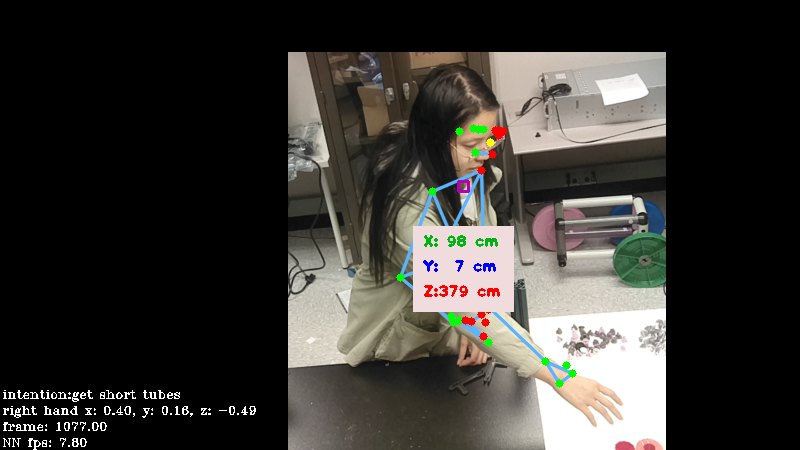 X: 98 cm
Y: 7 cm
Z:379 cm
intention:get short tubes
right hand x: 0.40, y: 0.16, z: −0.49
frame: 1077.00
NN fps: 7.80